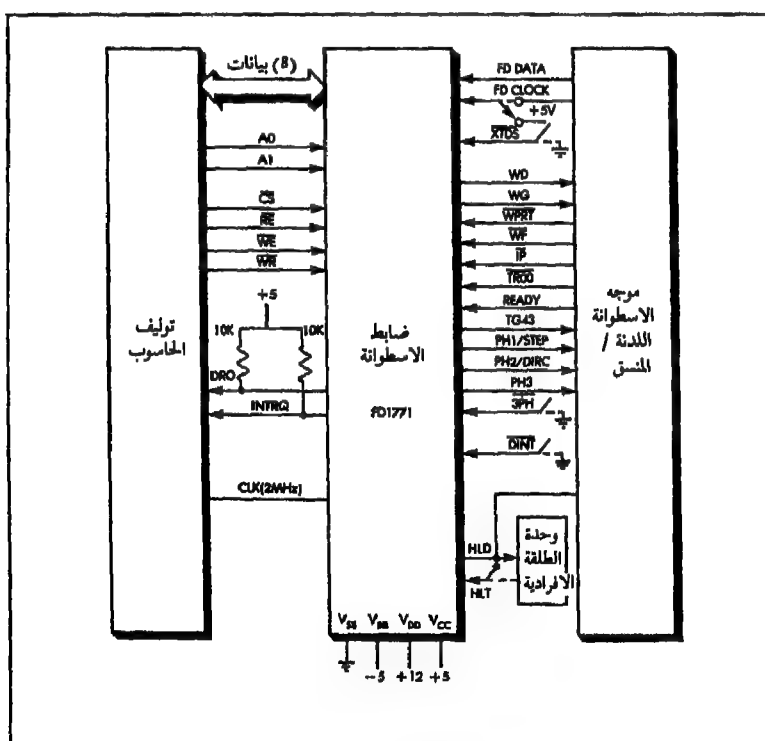 بيانات (8)
A0
A1
CS
RE
WE
WR
+5
10K
10K
DRO
INTRQ
CLK(2MHz)
توليف
الحاسوب
ضابط
الاسطوانة
FD1771
VSS VBB VDD VCC
-5 +12 +5
FD DATA
FD CLOCK
+5V
XTDS
WD
WG
WPRT
WF
IP
TR00
READY
TG43
PH1/STEP
PH2/DIRC
PH3
3PH
DINT
HLD
HLT
وحدة
الطلقة
الافرادية
موجه
الاسطوانة
اللدنة /
المنسق